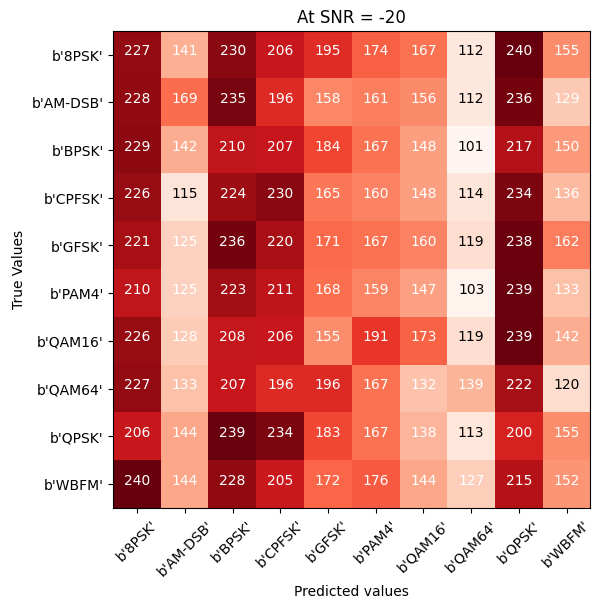 At SNR = -20
b'8PSK' 227 141 230 206 195 174 167 112 240 155
b'AM-DSB' 228 169 235 196 158 161 156 112 236 129
b'BPSK' 229 142 210 207 184 167 148 101 217 150
b'CPFSK' 226 115 224 230 165 160 148 114 234 136
b'GFSK' 221 125 236 220 171 167 160 119 238 162
b'PAM4' 210 125 223 211 168 159 147 103 239 133
b'QAM16' 226 128 208 206 155 191 173 119 239 142
b'QAM64' 227 133 207 196 196 167 132 139 222 120
b'QPSK' 206 144 239 234 183 167 138 113 200 155
b'WBFM' 240 144 228 205 172 176 144 127 215 152
True Values
b'8PSK' b'AM-DSB' b'BPSK' b'CPFSK' b'GFSK' b'PAM4' b'QAM16' b'QAM64' b'QPSK' b'WBFM'
Predicted values